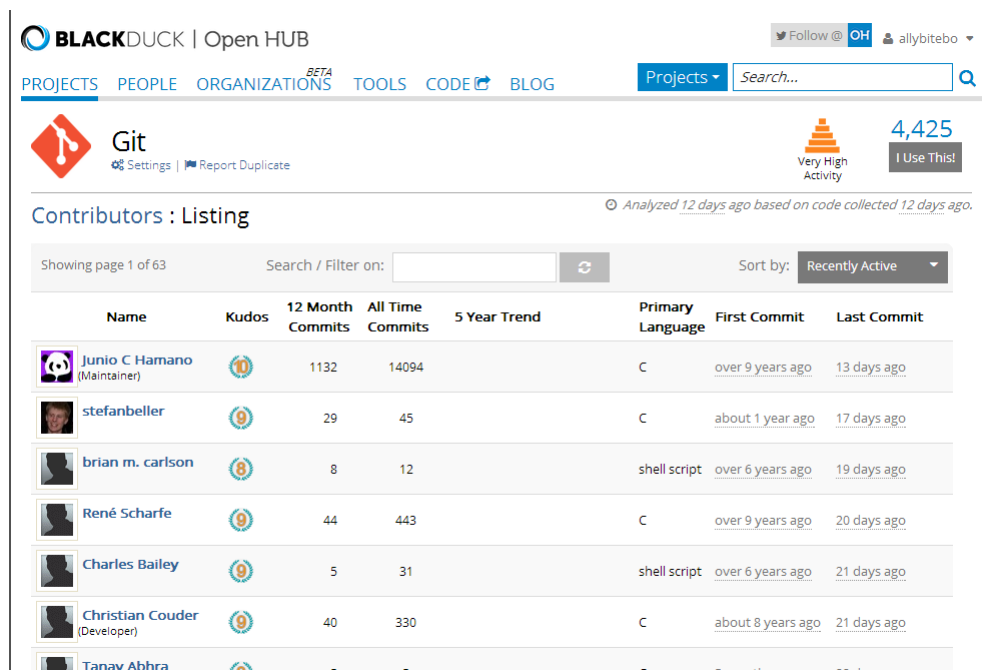 BLACKDUCK | Open HUB
Follow @ OH
allybitebo
BETA
PROJECTS PEOPLE ORGANIZATIONS TOOLS CODE BLOG
Projects Search...
Git
Settings | Report Duplicate
Very High
Activity
4,425
I Use This!
Contributors : Listing
Analyzed 12 days ago based on code collected 12 days ago.
Showing page 1 of 63 Search / Filter on: Sort by: Recently Active
Name Kudos 12 Month Commits All Time Commits 5 Year Trend Primary Language First Commit Last Commit
Junio C Hamano 10 1132 14094 C over 9 years ago 13 days ago
(Maintainer)
stefanbeller 9 29 45 C about 1 year ago 17 days ago
brian m. carlson 8 8 12 shell script over 6 years ago 19 days ago
René Scharfe 9 44 443 C over 9 years ago 20 days ago
Charles Bailey 9 5 31 shell script over 6 years ago 21 days ago
Christian Couder 9 40 330 C about 8 years ago 21 days ago
(Developer)
Tanay Abhra